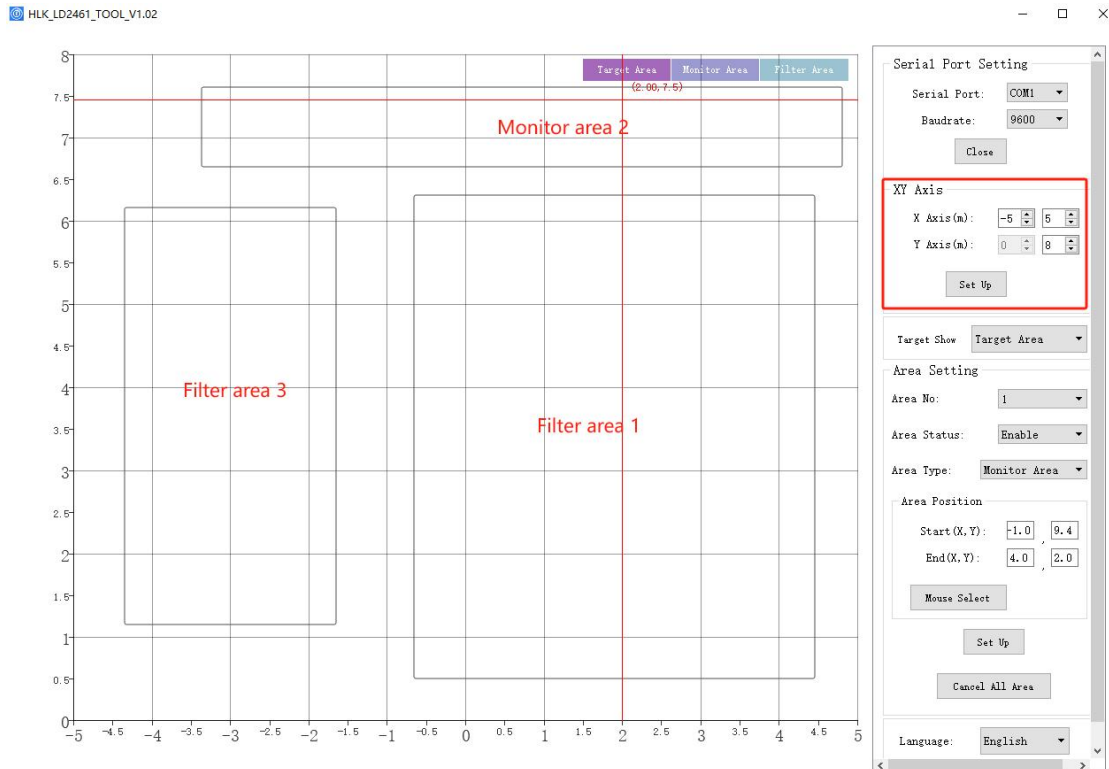 HLK_LD2461_TOOL_V1.02
Target Area Monitor Area Filter Area
(2.00, 7.5)
Monitor area 2
Filter area 3
Filter area 1
8
7.5
7
6.5
6
5.5
5
4.5
4
3.5
3
2.5
2
1.5
1
0.5
0
-5 -4.5 -4 -3.5 -3 -2.5 -2 -1.5 -1 -0.5 0 0.5 1 1.5 2 2.5 3 3.5 4 4.5 5
Serial Port Setting
Serial Port: COM1
Baudrate: 9600
Close
XY Axis
X Axis(m): -5 5
Y Axis(m): 0 8
Set Up
Target Show Target Area
Area Setting
Area No: 1
Area Status: Enable
Area Type: Monitor Area
Area Position
Start(X,Y): -1.0 , 9.4
End(X,Y): 4.0 , 2.0
Mouse Select
Set Up
Cancel All Area
Language: English